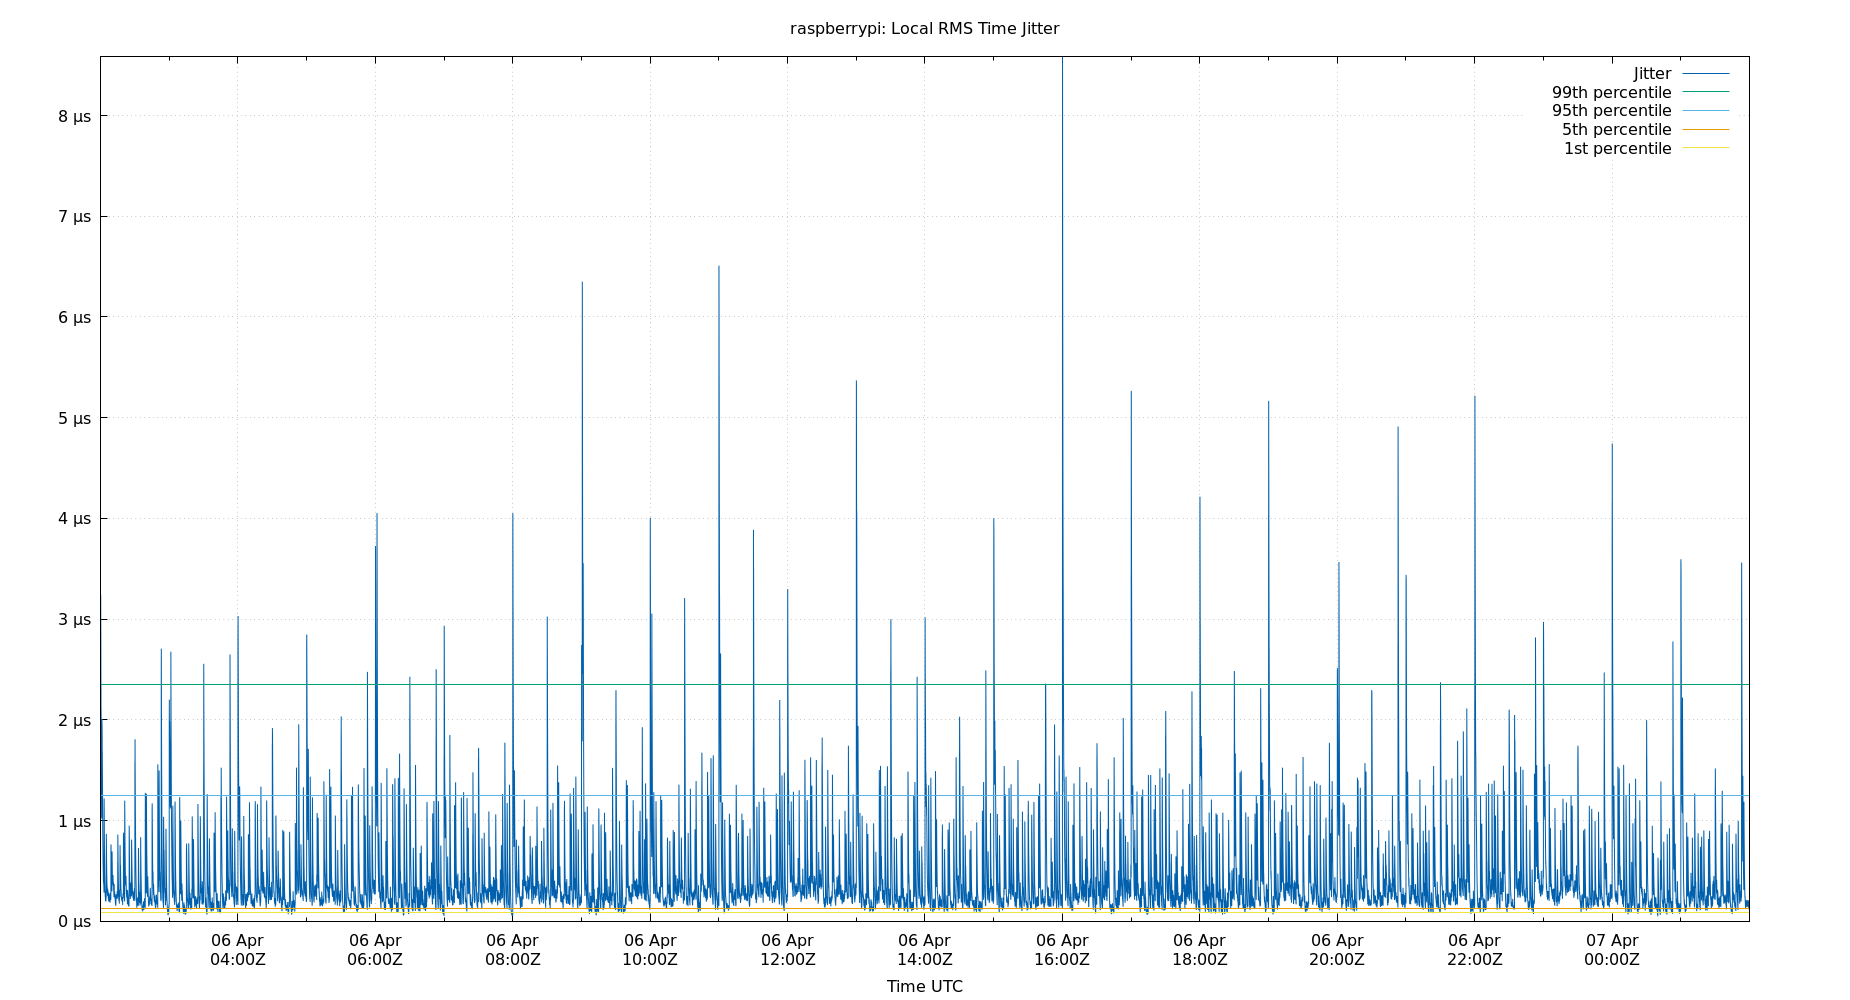 raspberrypi: Local RMS Time Jitter
Jitter
99th percentile
95th percentile
5th percentile
1st percentile
8 µs
7 µs
6 µs
5 µs
4 µs
3 µs
2 µs
1 µs
0 µs
06 Apr 06 Apr 06 Apr 06 Apr 06 Apr 06 Apr 06 Apr 06 Apr 06 Apr 06 Apr 07 Apr
04:00Z 06:00Z 08:00Z 10:00Z 12:00Z 14:00Z 16:00Z 18:00Z 20:00Z 22:00Z 00:00Z
Time UTC